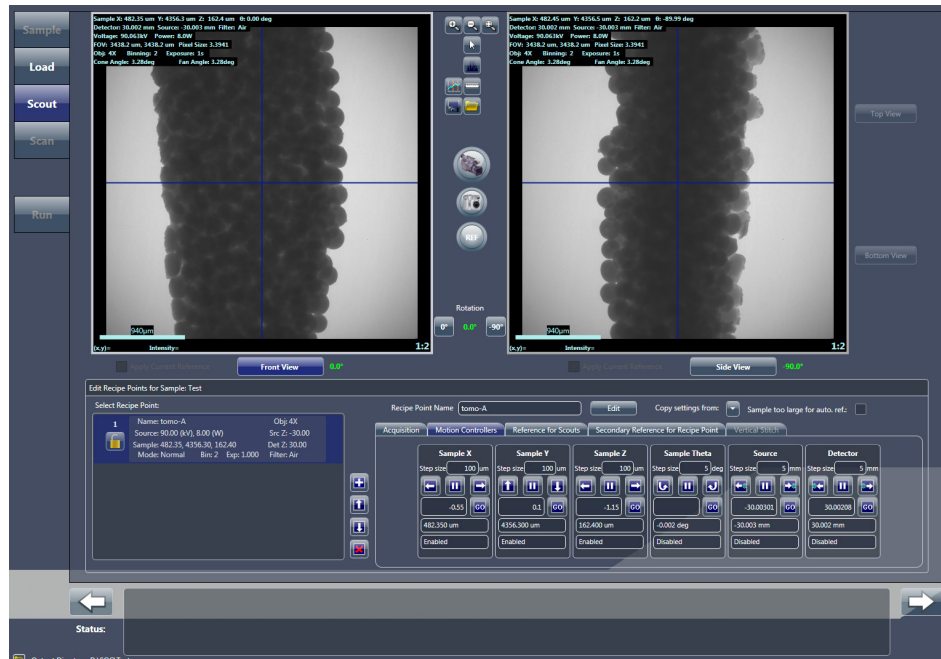 Sample
Load
Scout
Scan
Run
Sample X: 482.35 um Y: 4356.3 um Z: 162.4 um θ: 0.00 deg
Detector: 30.002 mm Source: -30.003 mm Filter: Air
Voltage: 90.063kV Power: 8.0W
FOV: 3438.2 um, 3438.2 um Pixel Size: 3.3941
Obj: 4X Binning: 2 Exposure: 1s
Cone Angle: 3.28deg Fan Angle: 3.28deg
940µm
(x,y)= Intensity= 1:2
REF
Rotation
0° 0.0° -90°
Sample X: 482.45 um Y: 4356.5 um Z: 162.2 um θ: -89.99 deg
Detector: 30.002 mm Source: -30.003 mm Filter: Air
Voltage: 90.063kV Power: 8.0W
FOV: 3438.2 um, 3438.2 um Pixel Size: 3.3941
Obj: 4X Binning: 2 Exposure: 1s
Cone Angle: 3.28deg Fan Angle: 3.28deg
940µm
(x,y)= Intensity= 1:2
Top View
Bottom View
Apply Current Reference Front View 0.0°
Apply Current Reference Side View -90.0°
Edit Recipe Points for Sample: Test
Select Recipe Point:
1 Name: tomo-A Obj: 4X
Source: 90.00 (kV), 8.00 (W) Src Z: -30.00
Sample: 482.35, 4356.30, 162.40 Det Z: 30.00
Mode: Normal Bin: 2 Exp: 1.000 Filter: Air
Recipe Point Name tomo-A Edit Copy settings from: Sample too large for auto. ref.:
Acquisition Motion Controllers Reference for Scouts Secondary Reference for Recipe Point Vertical Stitch
Sample X Sample Y Sample Z Sample Theta Source Detector
Step size 100 um Step size 100 um Step size 100 um Step size 5 deg Step size 5 mm Step size 5 mm
-0.55 GO 0.1 GO -1.15 GO GO -30.00301 GO 30.00208 GO
482.350 um 4356.300 um 162.400 um -0.002 deg -30.003 mm 30.002 mm
Enabled Enabled Enabled Disabled Disabled Disabled
Status: